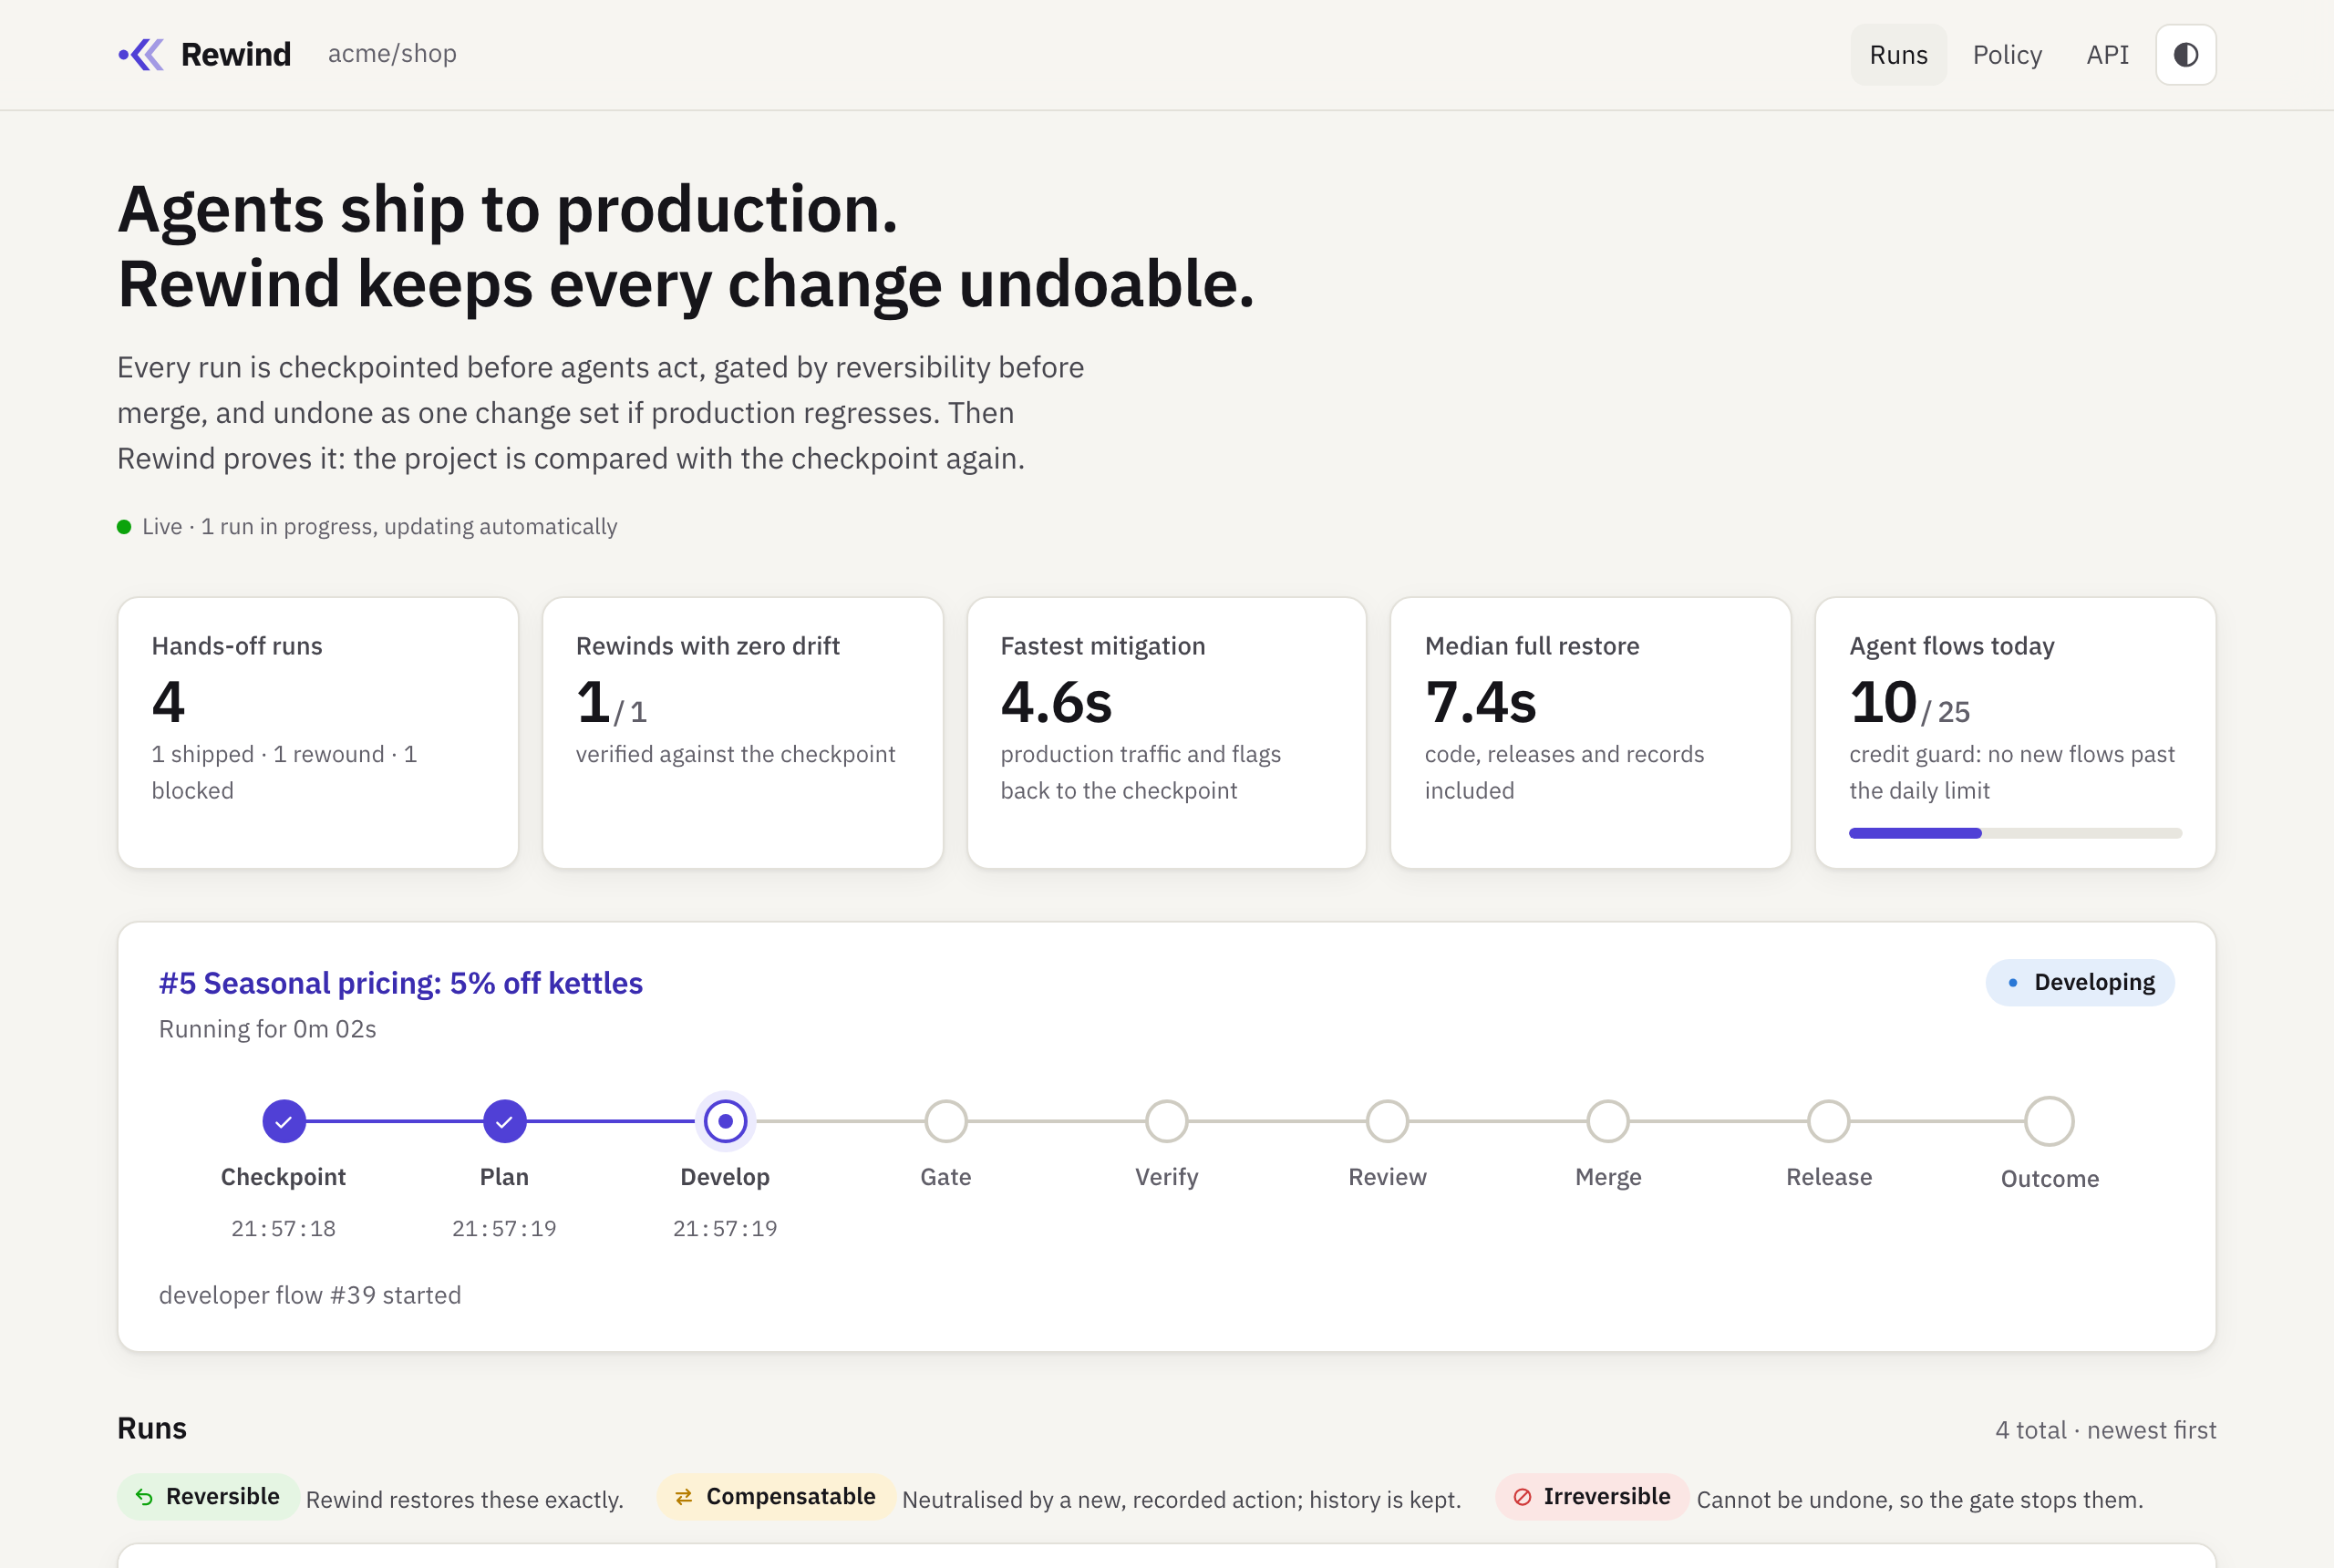 Rewind acme/shop Runs Policy API
Agents ship to production.
Rewind keeps every change undoable.
Every run is checkpointed before agents act, gated by reversibility before
merge, and undone as one change set if production regresses. Then
Rewind proves it: the project is compared with the checkpoint again.
Live · 1 run in progress, updating automatically
Hands-off runs
4
1 shipped · 1 rewound · 1
blocked
Rewinds with zero drift
1 / 1
verified against the checkpoint
Fastest mitigation
4.6s
production traffic and flags
back to the checkpoint
Median full restore
7.4s
code, releases and records
included
Agent flows today
10 / 25
credit guard: no new flows past
the daily limit
#5 Seasonal pricing: 5% off kettles
Developing
Running for 0m 02s
Checkpoint Plan Develop Gate Verify Review Merge Release Outcome
21:57:18 21:57:19 21:57:19
developer flow #39 started
Runs
4 total · newest first
Reversible Rewind restores these exactly. Compensatable Neutralised by a new, recorded action; history is kept. Irreversible Cannot be undone, so the gate stops them.